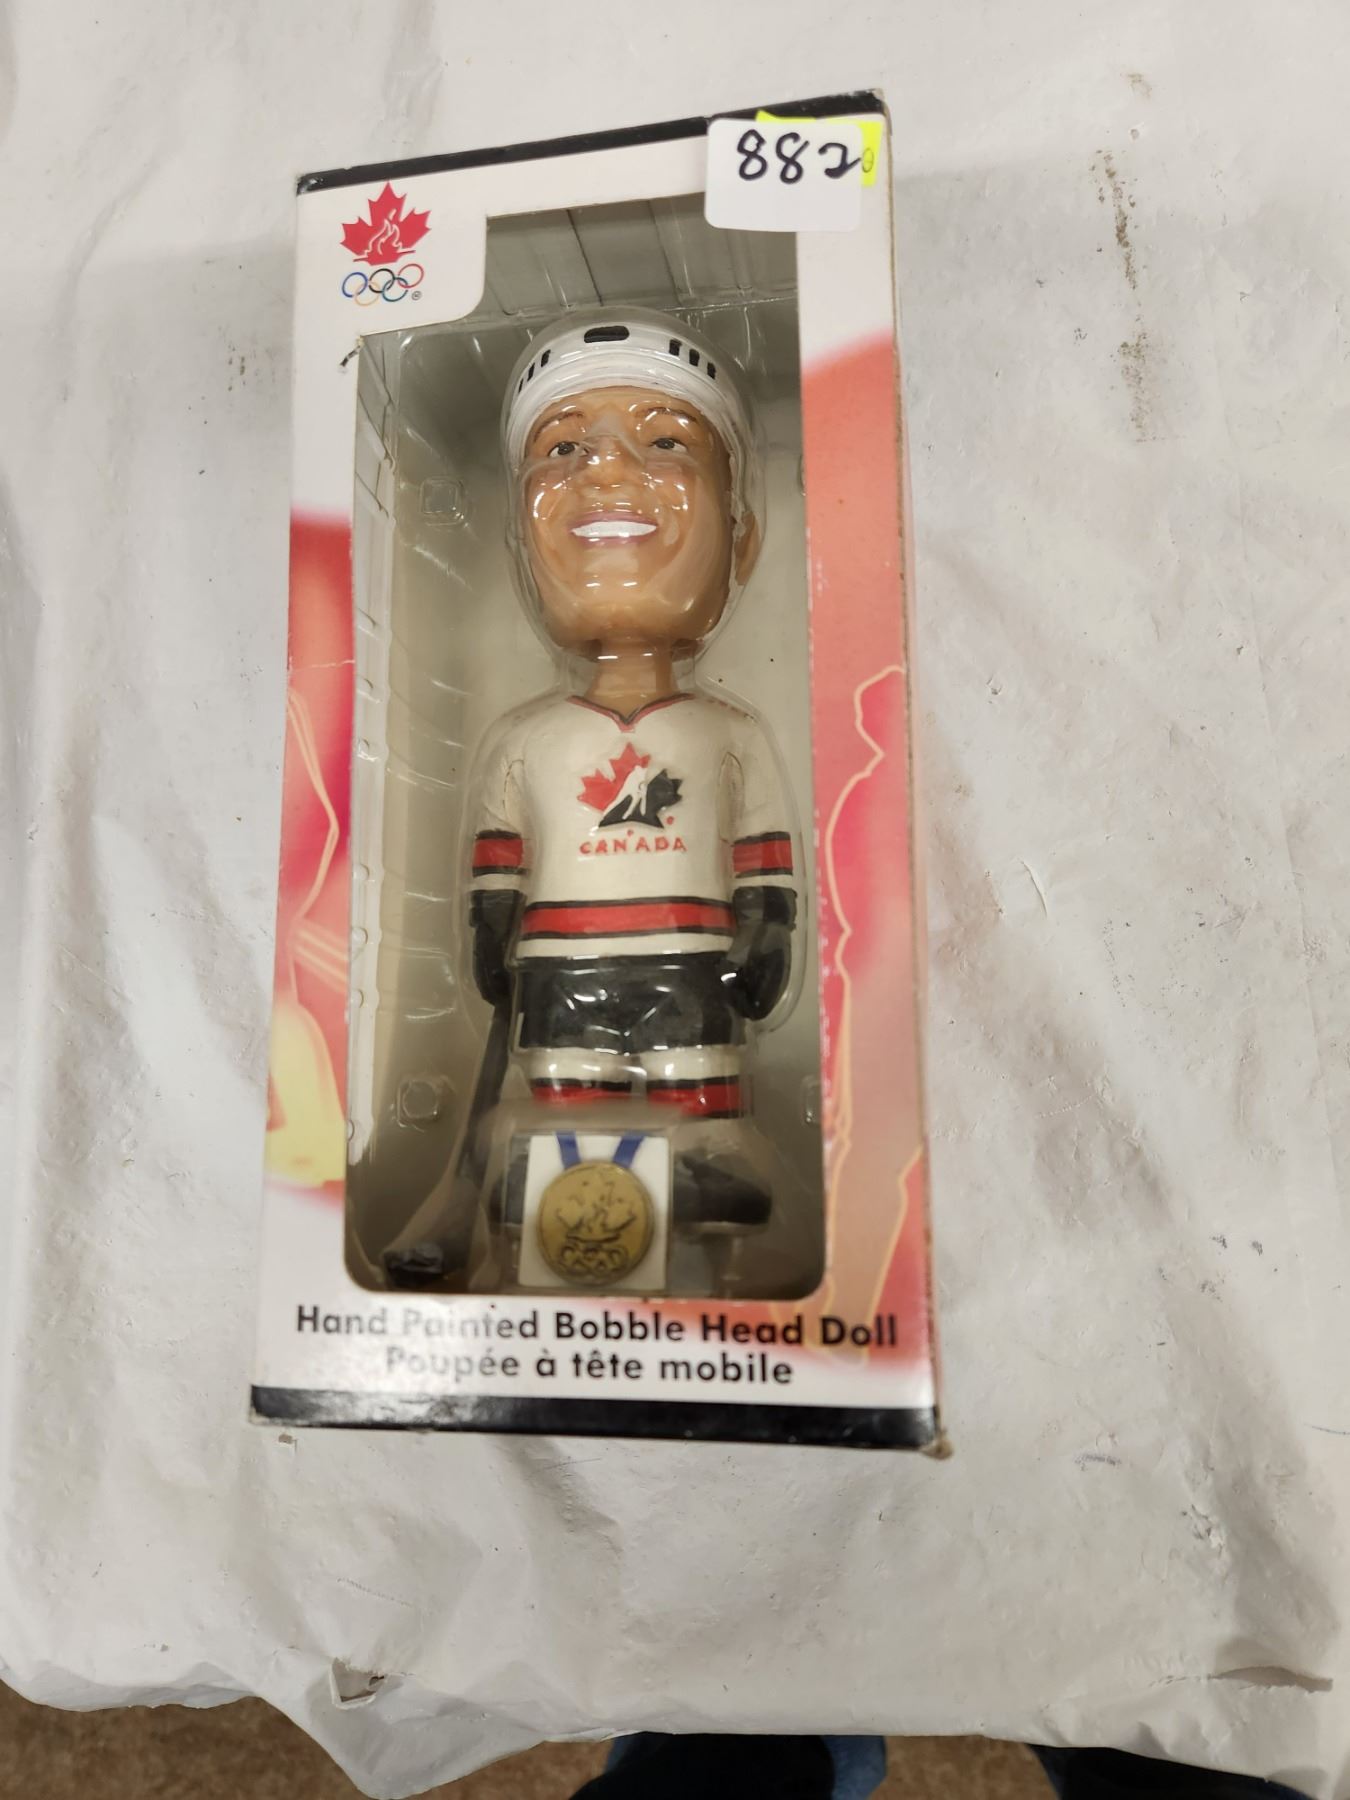 882
®
CANADA
Hand Painted Bobble Head Doll
Poupée à tête mobile